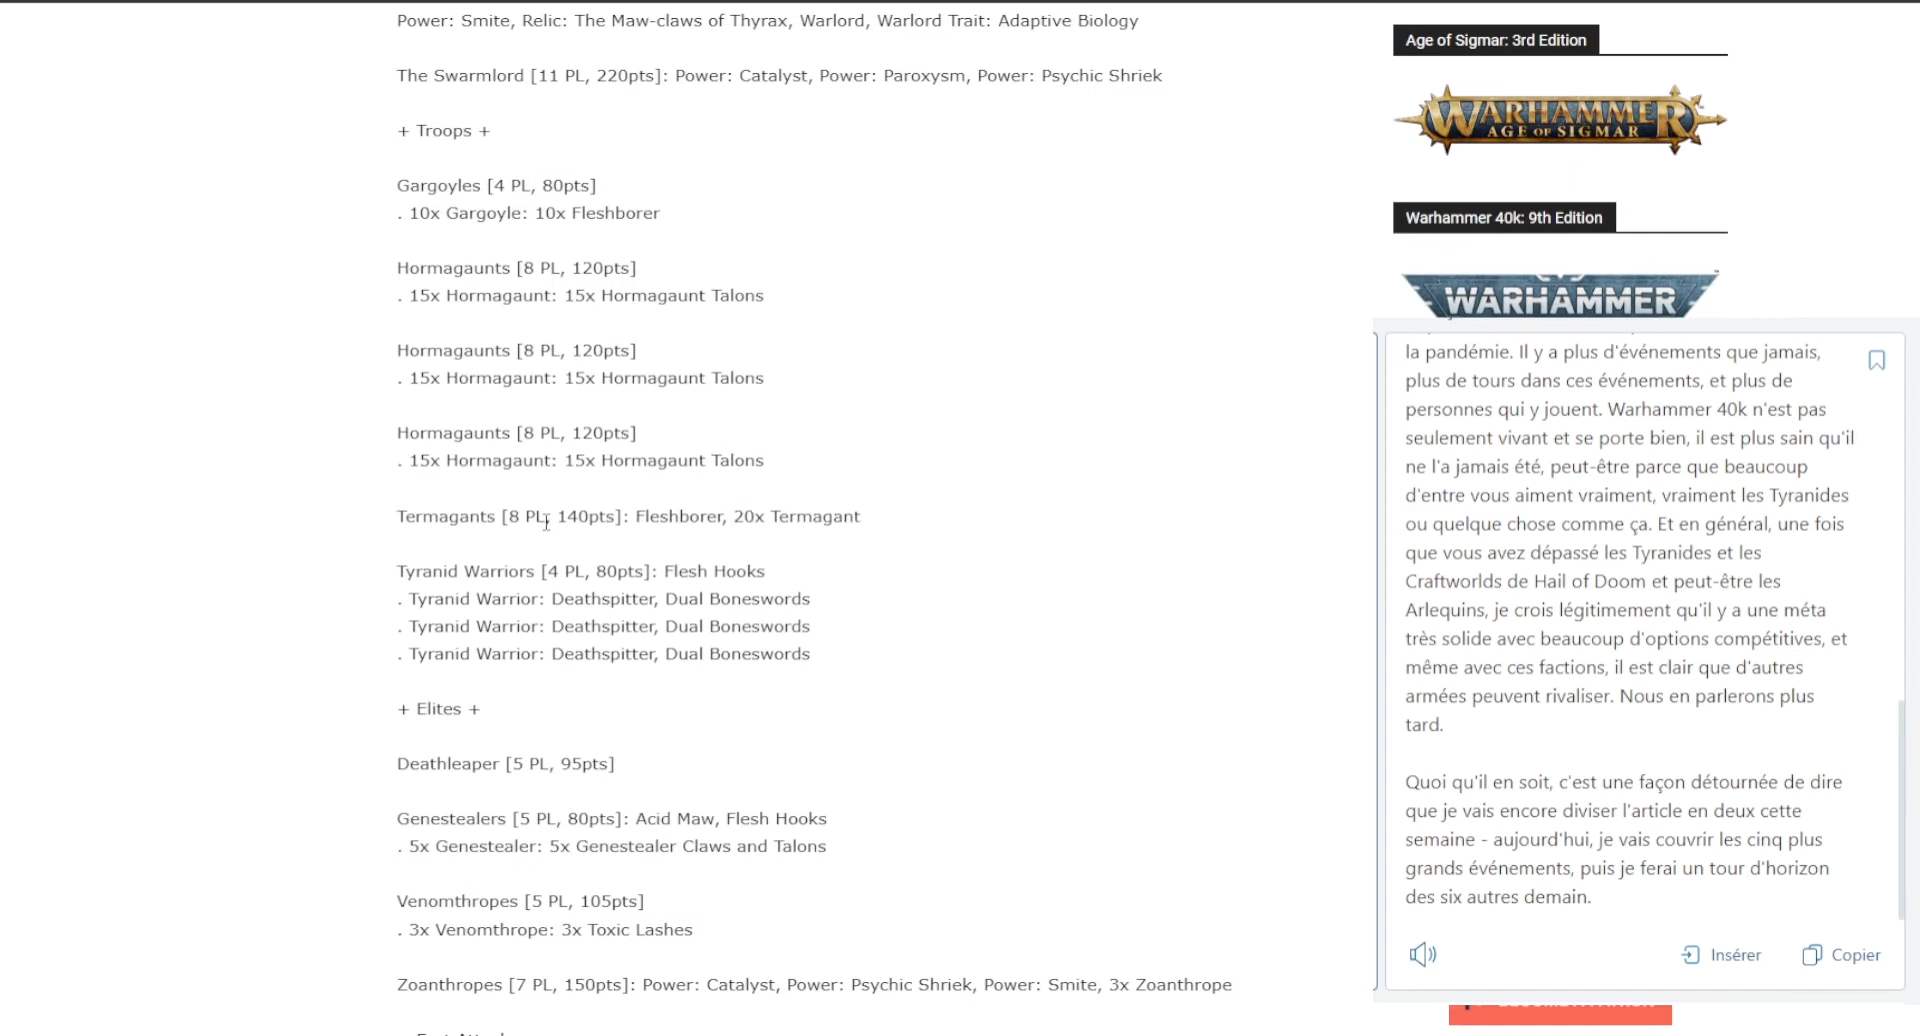 Power: Smite, Relic: The Maw-claws of Thyrax, Warlord, Warlord Trait: Adaptive Biology
The Swarmlord [11 PL, 220pts]: Power: Catalyst, Power: Paroxysm, Power: Psychic Shriek
+ Troops +
Gargoyles [4 PL, 80pts]
. 10x Gargoyle: 10x Fleshborer
Hormagaunts [8 PL, 120pts]
. 15x Hormagaunt: 15x Hormagaunt Talons
Hormagaunts [8 PL, 120pts]
. 15x Hormagaunt: 15x Hormagaunt Talons
Hormagaunts [8 PL, 120pts]
. 15x Hormagaunt: 15x Hormagaunt Talons
Termagants [8 PL, 140pts]: Fleshborer, 20x Termagant
Tyranid Warriors [4 PL, 80pts]: Flesh Hooks
. Tyranid Warrior: Deathspitter, Dual Boneswords
. Tyranid Warrior: Deathspitter, Dual Boneswords
. Tyranid Warrior: Deathspitter, Dual Boneswords
+ Elites +
Deathleaper [5 PL, 95pts]
Genestealers [5 PL, 80pts]: Acid Maw, Flesh Hooks
. 5x Genestealer: 5x Genestealer Claws and Talons
Venomthropes [5 PL, 105pts]
. 3x Venomthrope: 3x Toxic Lashes
Zoanthropes [7 PL, 150pts]: Power: Catalyst, Power: Psychic Shriek, Power: Smite, 3x Zoanthrope
Age of Sigmar: 3rd Edition
WARHAMMER
AGE OF SIGMAR
Warhammer 40k: 9th Edition
WARHAMMER
la pandémie. Il y a plus d'événements que jamais,
plus de tours dans ces événements, et plus de
personnes qui y jouent. Warhammer 40k n'est pas
seulement vivant et se porte bien, il est plus sain qu'il
ne l'a jamais été, peut-être parce que beaucoup
d'entre vous aiment vraiment, vraiment les Tyranides
ou quelque chose comme ça. Et en général, une fois
que vous avez dépassé les Tyranides et les
Craftworlds de Hail of Doom et peut-être les
Arlequins, je crois légitimement qu'il y a une méta
très solide avec beaucoup d'options compétitives, et
même avec ces factions, il est clair que d'autres
armées peuvent rivaliser. Nous en parlerons plus
tard.
Quoi qu'il en soit, c'est une façon détournée de dire
que je vais encore diviser l'article en deux cette
semaine - aujourd'hui, je vais couvrir les cinq plus
grands événements, puis je ferai un tour d'horizon
des six autres demain.
Insérer
Copier